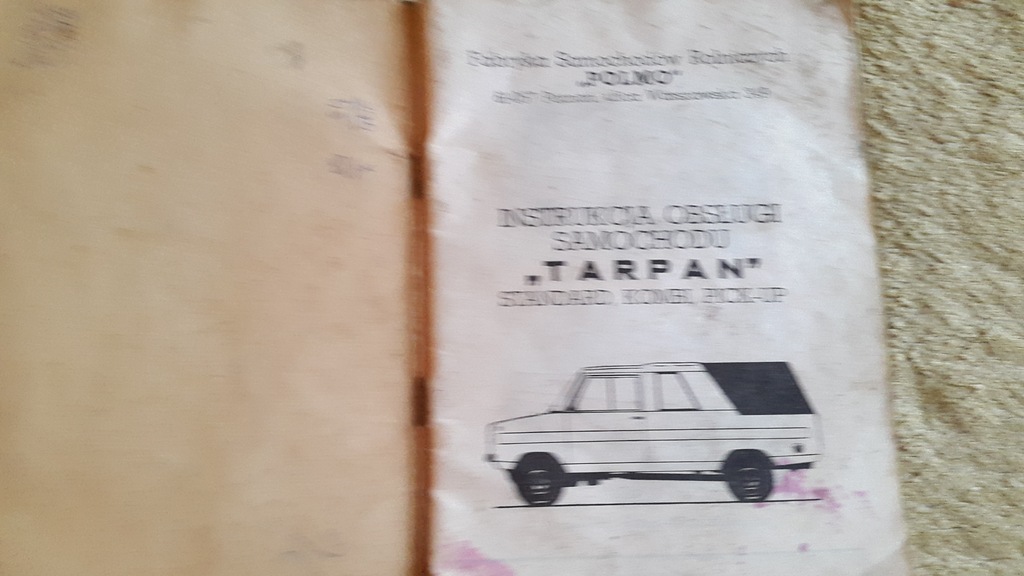 Fabryka Samochodów Rolniczych
„POLMO"
INSTRUKCJA OBSŁUGI
SAMOCHODU
„TARPAN"
STANDARD, KOMBI, PICK-UP